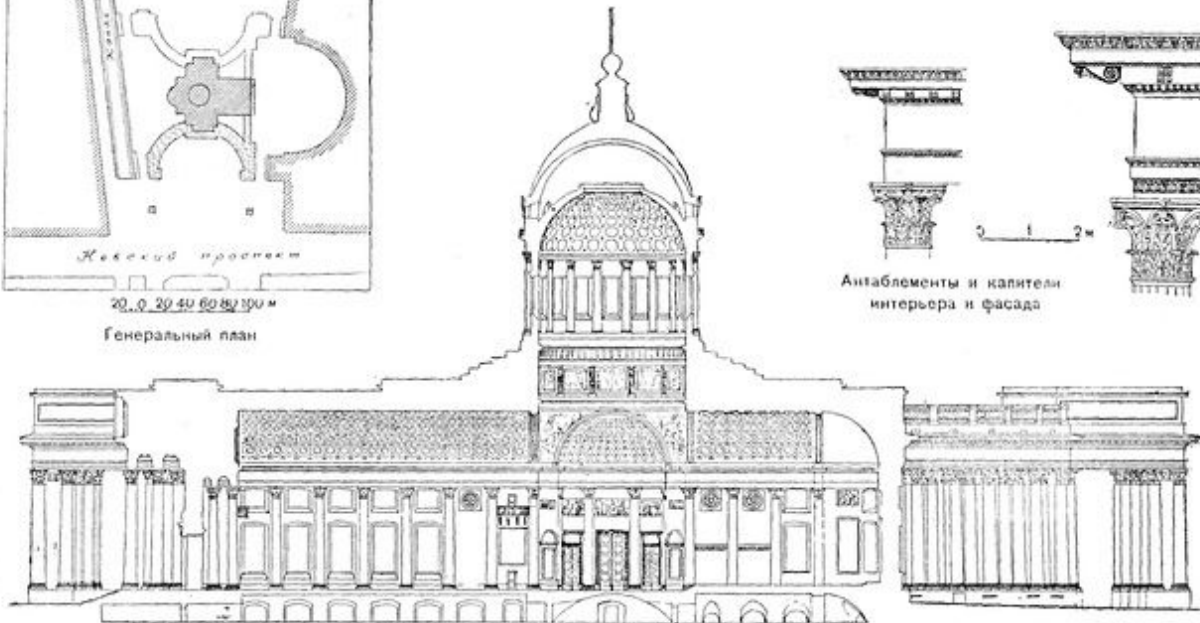 Невский проспект
20 0 20 40 60 80 100 м
Генеральный план
0 1 2 м
Антаблементы и капители
интерьера и фасада